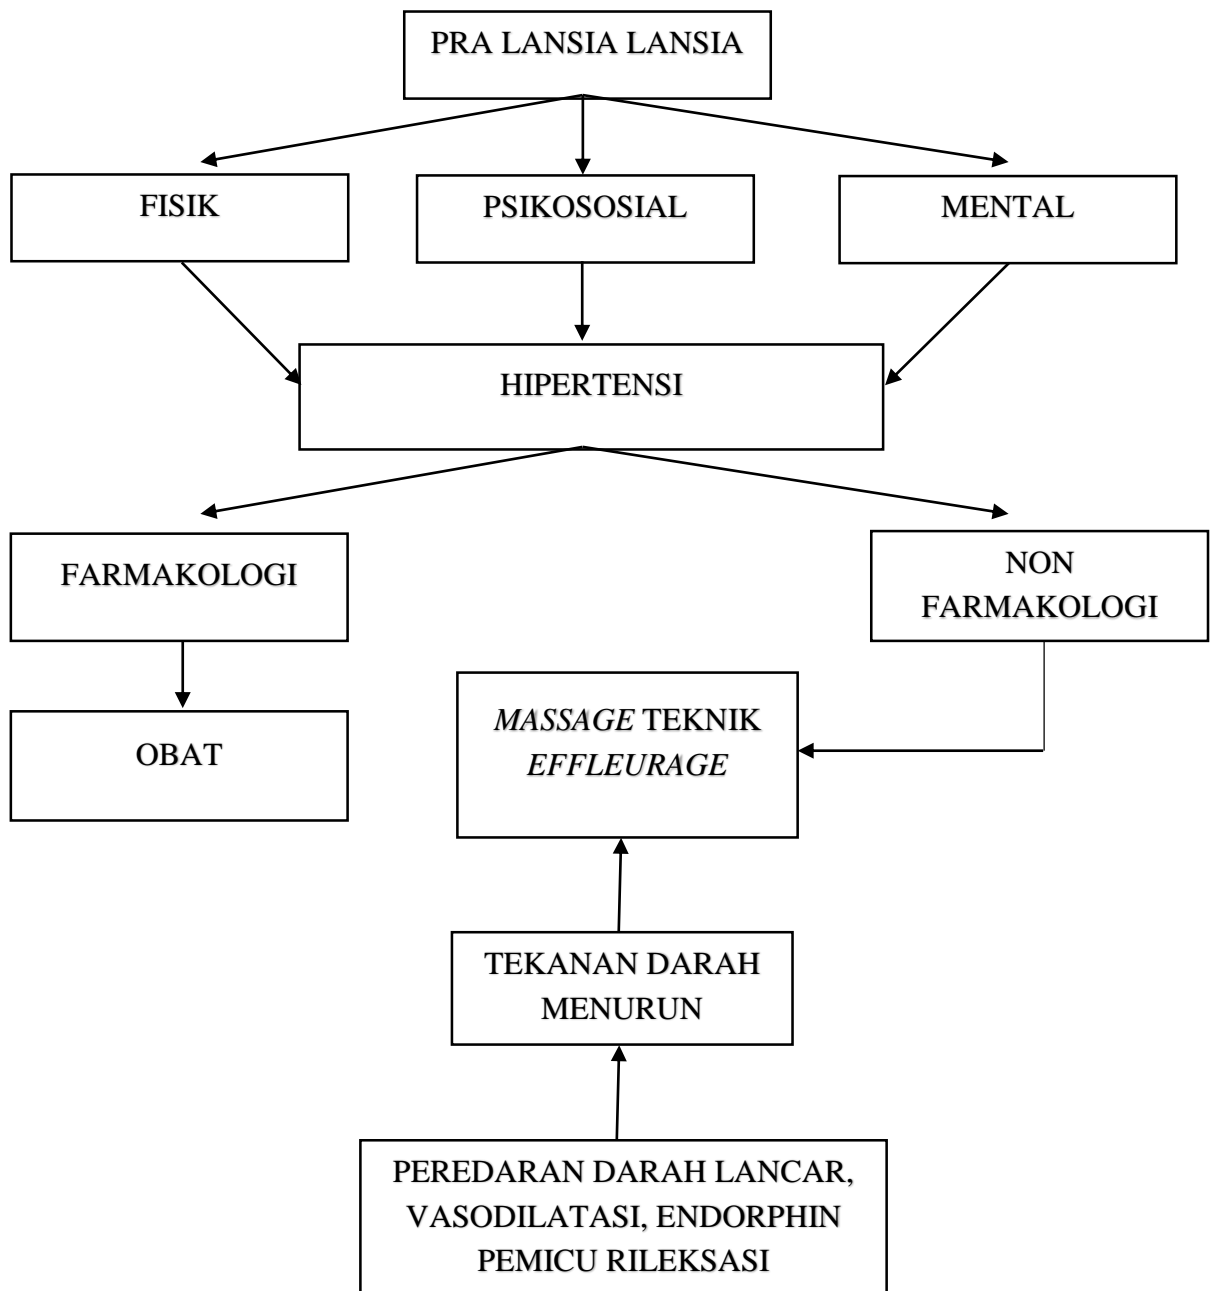 PRA LANSIA LANSIA
FISIK
PSIKOSOSIAL
MENTAL
HIPERTENSI
FARMAKOLOGI
NON
FARMAKOLOGI
MASSAGE TEKNIK
EFFLEURAGE
OBAT
TEKANAN DARAH
MENURUN
PEREDARAN DARAH LANCAR,
VASODILATASI, ENDORPHIN
PEMICU RILEKSASI